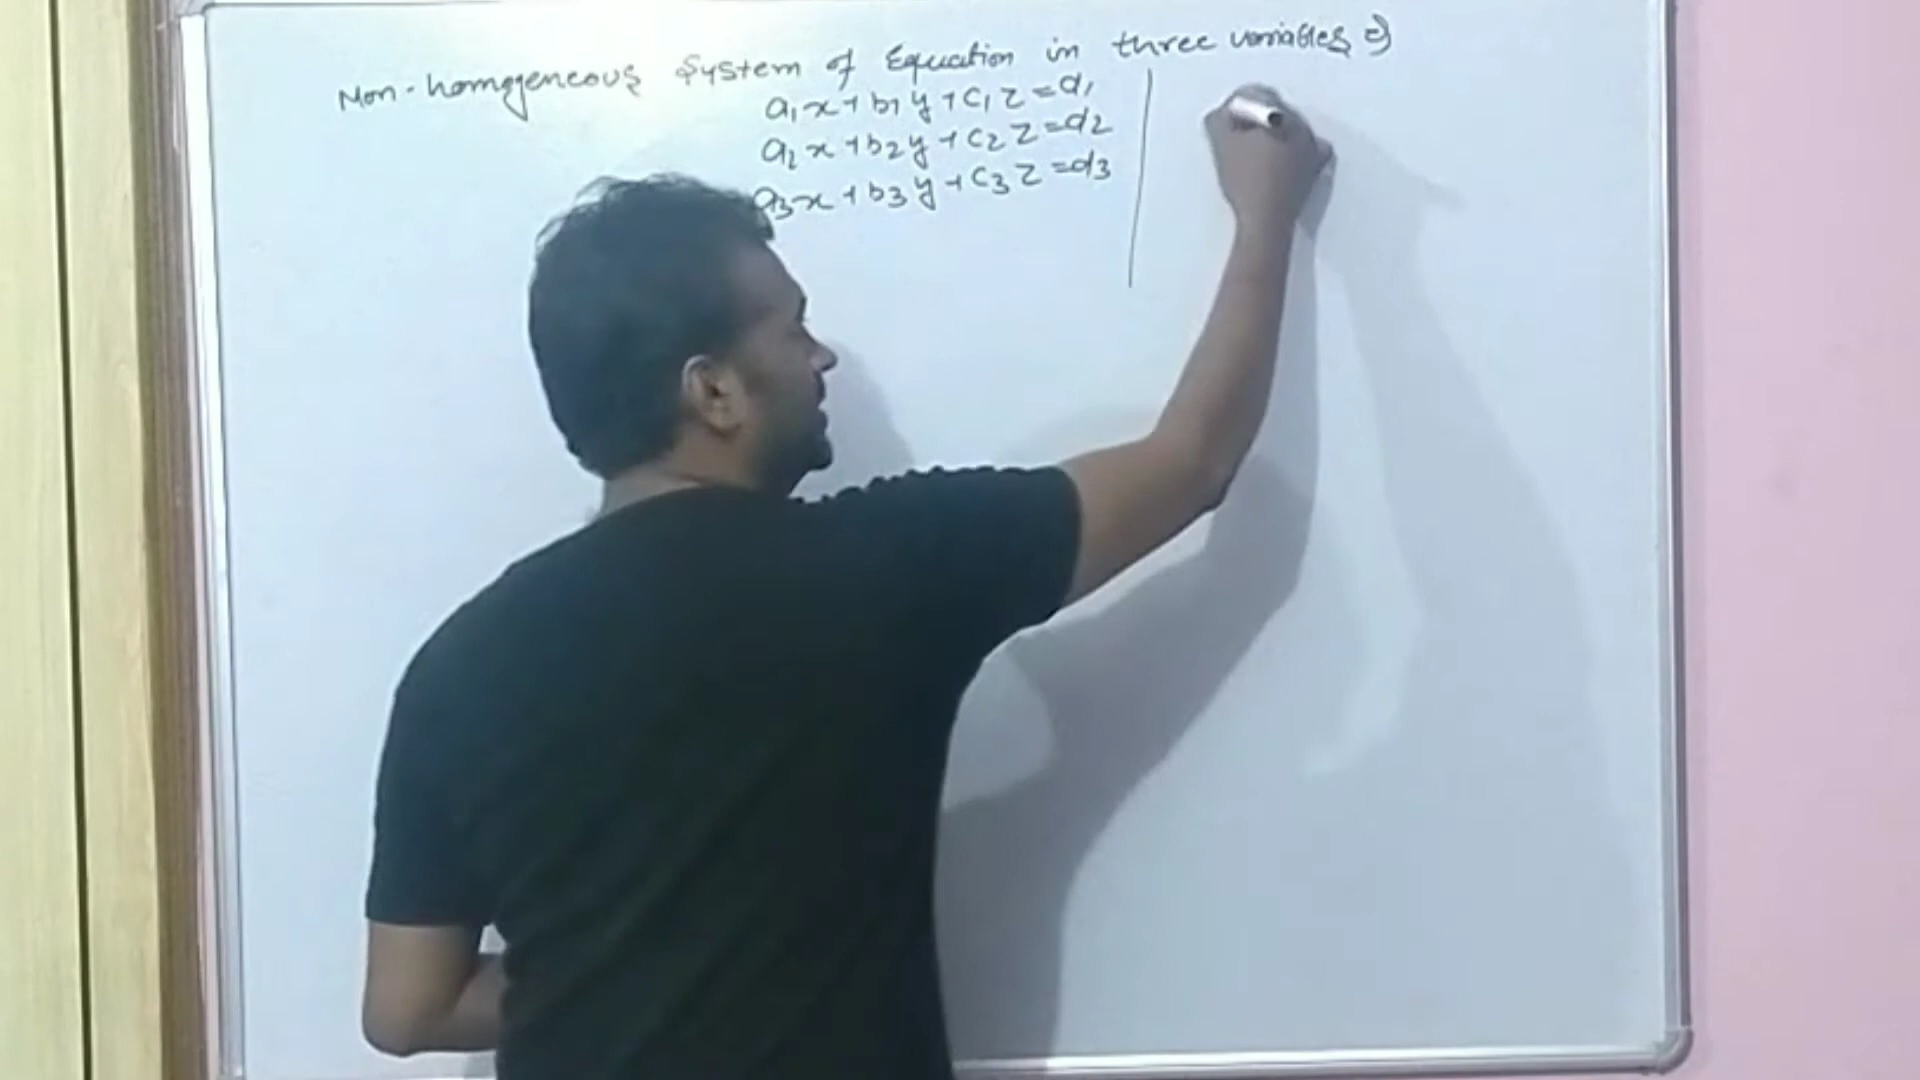 Non-homogeneous System of Equation in three variables
a₁x+b₁y+c₁z=d₁
a₂x+b₂y+c₂z=d₂
a₃x+b₃y+c₃z=d₃